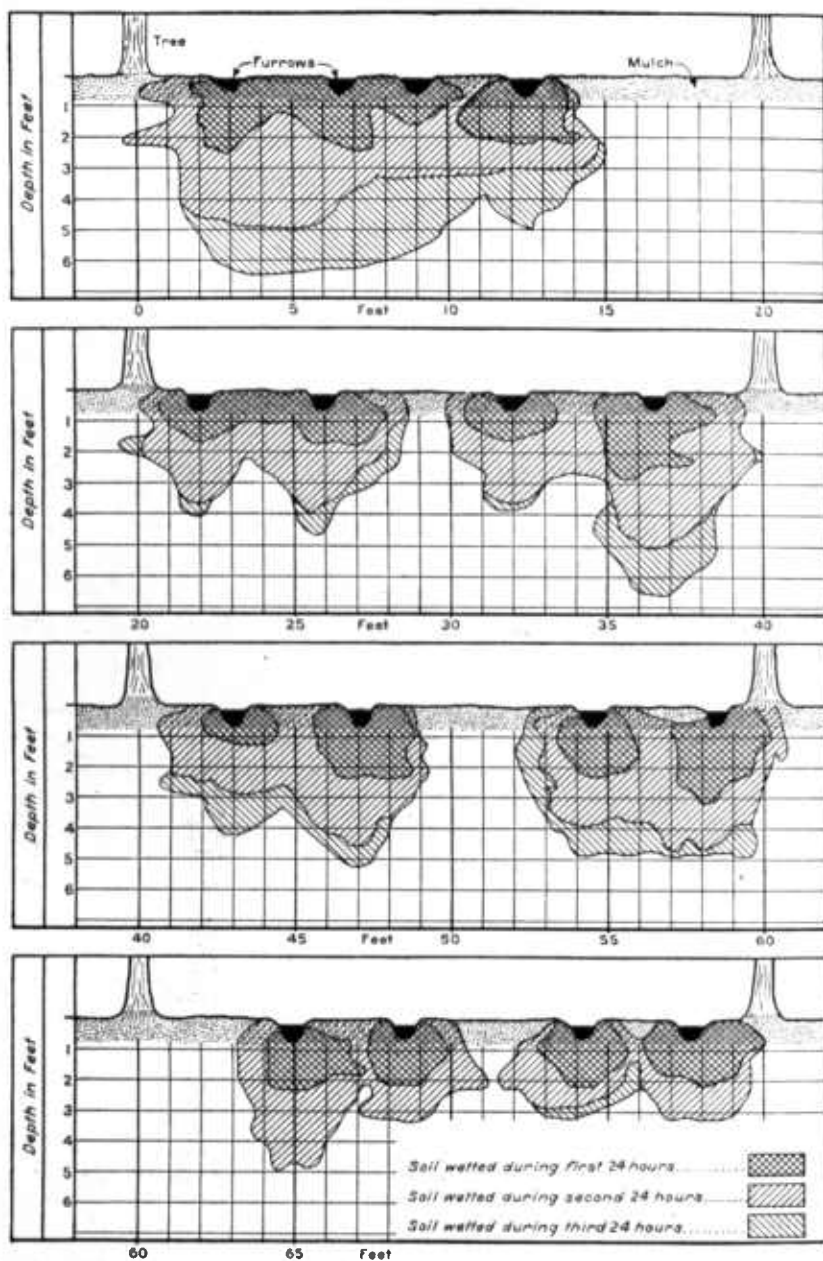 Tree
Furrows
Mulch
Depth in Feet
1
2
3
4
5
6
0 5 Feet 10 15 20
Depth in Feet
1
2
3
4
5
6
20 25 Feet 30 35 40
Depth in Feet
1
2
3
4
5
6
40 45 Feet 50 55 60
Depth in Feet
1
2
3
4
5
6
Soil wetted during first 24 hours
Soil wetted during second 24 hours
Soil wetted during third 24 hours
60 65 Feet